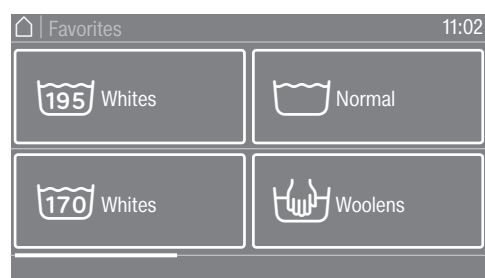 Favorites 11:02
195 Whites
Normal
170 Whites
Woolens